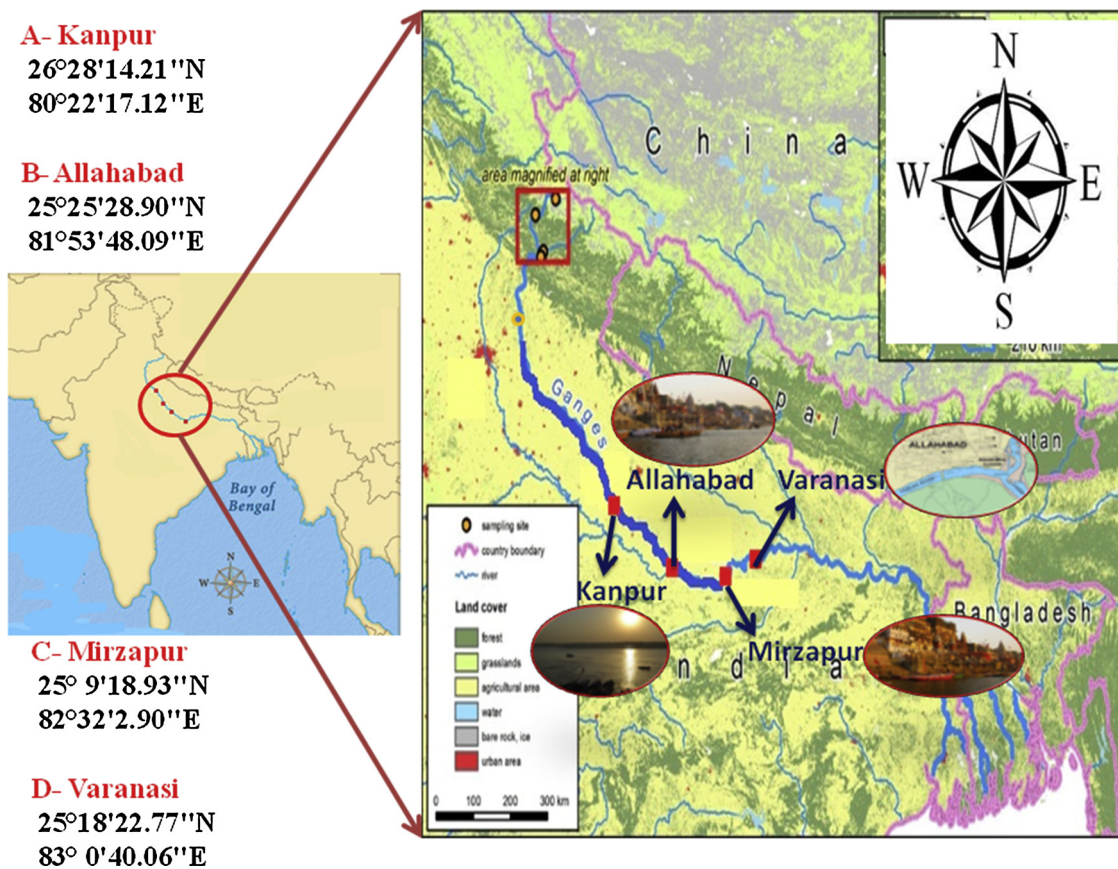 A- Kanpur
26°28'14.21''N
80°22'17.12''E
B- Allahabad
25°25'28.90''N
81°53'48.09''E
Bay of
Bengal
N
W
E
S
C- Mirzapur
25° 9'18.93''N
82°32'2.90''E
D- Varanasi
25°18'22.77''N
83° 0'40.06''E
China
area magnified at right
N
W
E
S
Nepal
Ganges
ALLAHABAD
Allahabad
Varanasi
Kanpur
Mirzapur
Bangladesh
sampling site
country boundary
river
Land cover
forest
grasslands
agricultural area
water
bare rock, ice
urban area
0 100 200 300 km